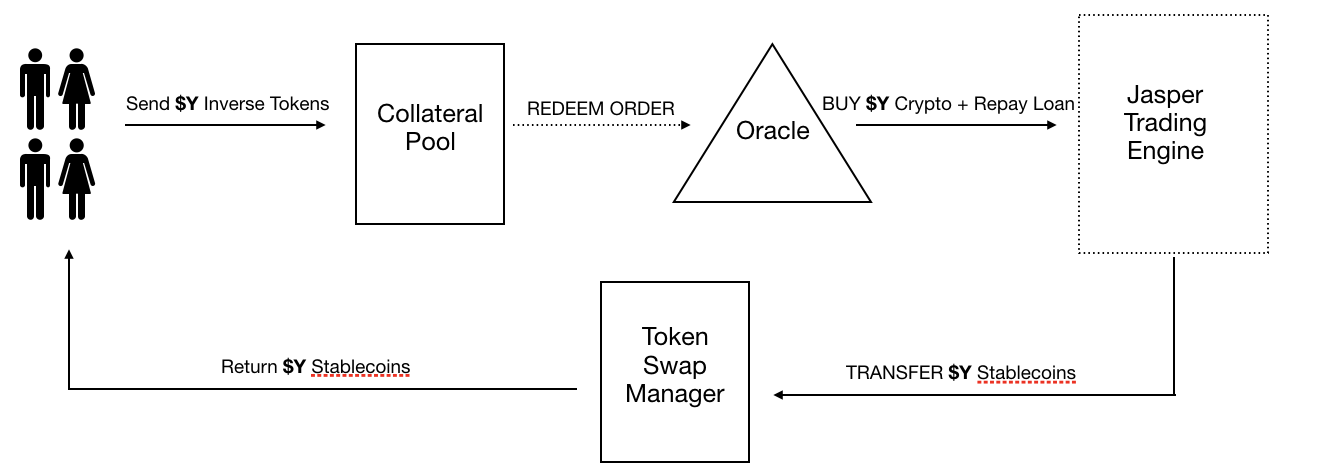 Send $Y Inverse Tokens
Collateral
Pool
REDEEM ORDER
Oracle
BUY $Y Crypto + Repay Loan
Jasper
Trading
Engine
Token
Swap
Manager
Return $Y Stablecoins
TRANSFER $Y Stablecoins